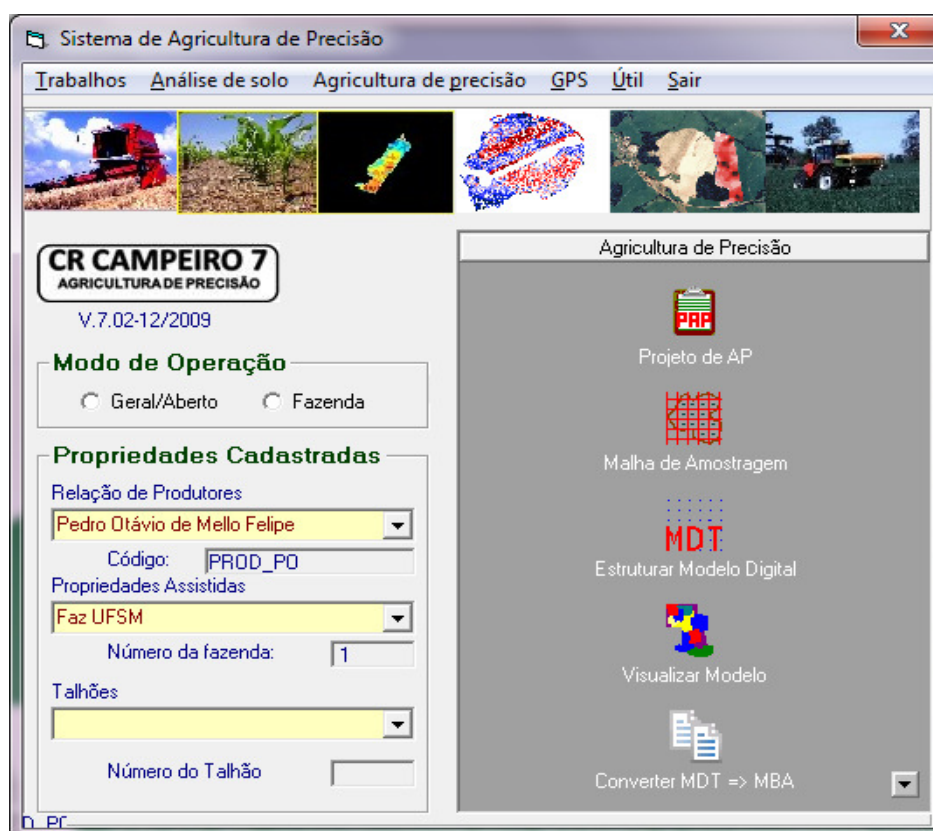 Sistema de Agricultura de Precisão
x
Trabalhos Análise de solo Agricultura de precisão GPS Útil Sair
CR CAMPEIRO 7
AGRICULTURA DE PRECISÃO
V.7.02-12/2009
Modo de Operação
Geral/Aberto Fazenda
Propriedades Cadastradas
Relação de Produtores
Pedro Otávio de Mello Felipe
Código: PROD_PO
Propriedades Assistidas
Faz UFSM
Número da fazenda: 1
Talhões
Número do Talhão
Agricultura de Precisão
PAP
Projeto de AP
Malha de Amostragem
MDT
Estruturar Modelo Digital
Visualizar Modelo
Converter MDT => MBA